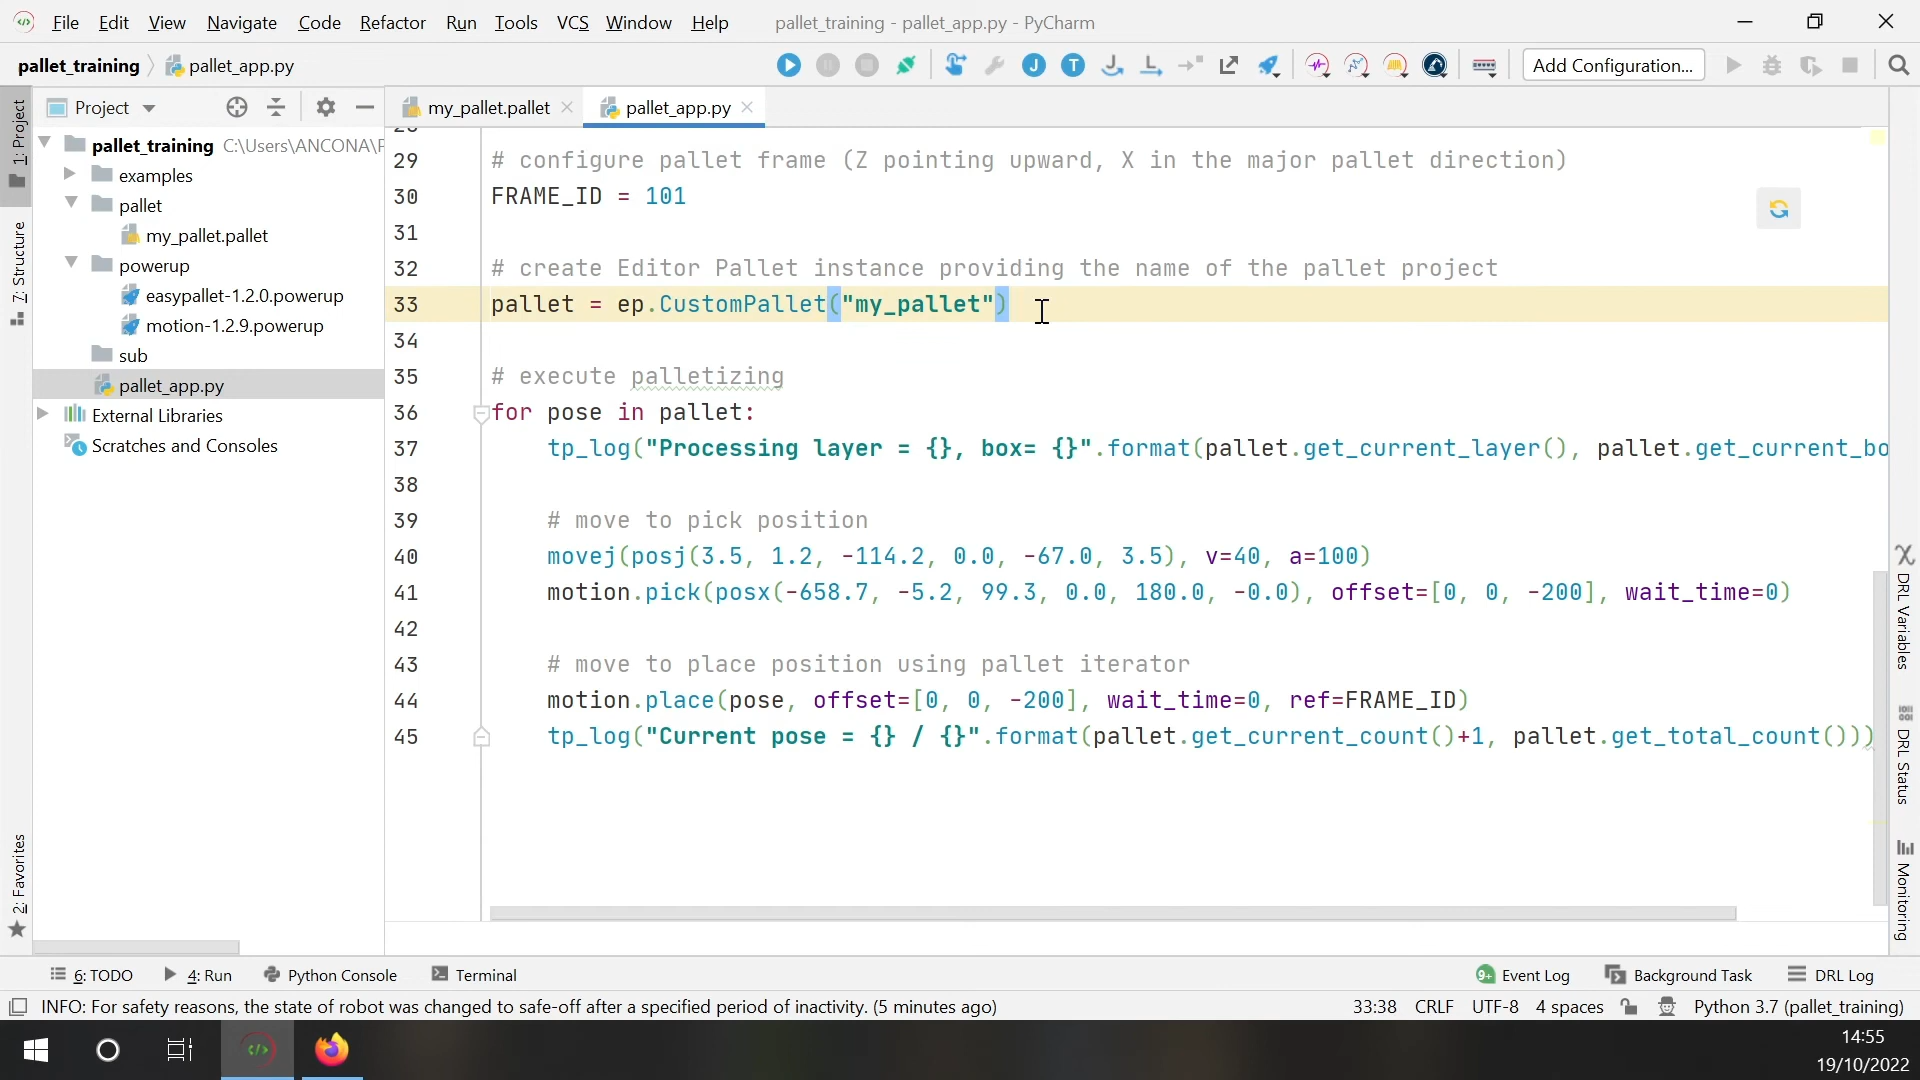 File Edit View Navigate Code Refactor Run Tools VCS Window Help pallet_training - pallet_app.py - PyCharm
pallet_training pallet_app.py Add Configuration...
1: Project
7: Structure
2: Favorites
Project
pallet_training C:\Users\ANCONA\P
examples
pallet
my_pallet.pallet
powerup
easypallet-1.2.0.powerup
motion-1.2.9.powerup
sub
pallet_app.py
External Libraries
Scratches and Consoles
my_pallet.pallet pallet_app.py
29 # configure pallet frame (Z pointing upward, X in the major pallet direction)
30 FRAME_ID = 101
31
32 # create Editor Pallet instance providing the name of the pallet project
33 pallet = ep.CustomPallet("my_pallet")
34
35 # execute palletizing
36 for pose in pallet:
37 tp_log("Processing layer = {}, box= {}".format(pallet.get_current_layer(), pallet.get_current_bo
38
39 # move to pick position
40 movej(posj(3.5, 1.2, -114.2, 0.0, -67.0, 3.5), v=40, a=100)
41 motion.pick(posx(-658.7, -5.2, 99.3, 0.0, 180.0, -0.0), offset=[0, 0, -200], wait_time=0)
42
43 # move to place position using pallet iterator
44 motion.place(pose, offset=[0, 0, -200], wait_time=0, ref=FRAME_ID)
45 tp_log("Current pose = {} / {}".format(pallet.get_current_count()+1, pallet.get_total_count()))
DRL Variables
DRL Status
Monitoring
6: TODO 4: Run Python Console Terminal 9+ Event Log Background Task DRL Log
INFO: For safety reasons, the state of robot was changed to safe-off after a specified period of inactivity. (5 minutes ago) 33:38 CRLF UTF-8 4 spaces Python 3.7 (pallet_training)
14:55
19/10/2022